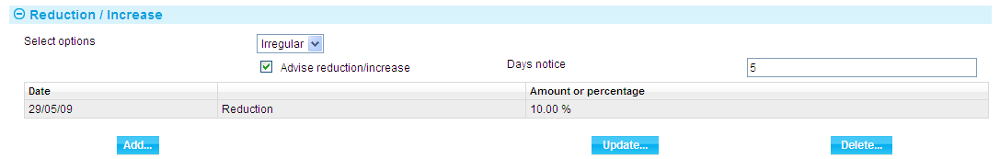 Reduction / Increase
Select options Irregular
Advise reduction/increase Days notice 5
Date Amount or percentage
29/05/09 Reduction 10.00 %
Add... Update... Delete...